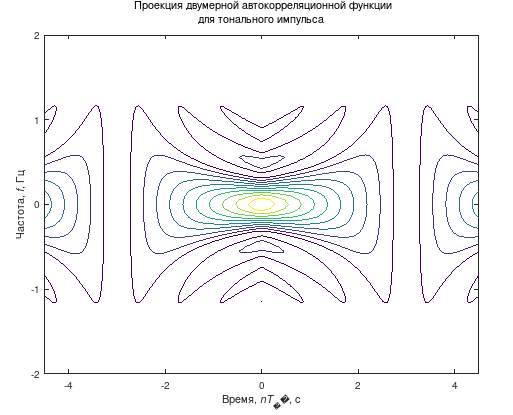 Проекция двумерной автокорреляционной функции
для тонального импульса
2
1
0
-1
-2
Частота, f, Гц
-4
-2
0
2
4
Время, nT��, с